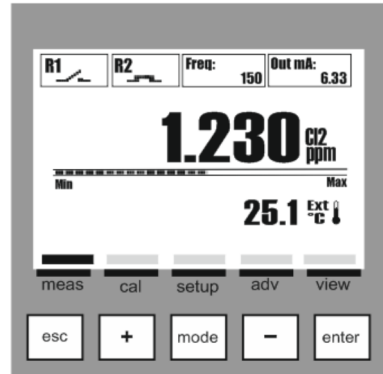 R1 R2 Freq: Out mA:
150 6.33
1.230 Cl2 ppm
Min Max
25.1 Ext °C
meas cal setup adv view
esc + mode − enter